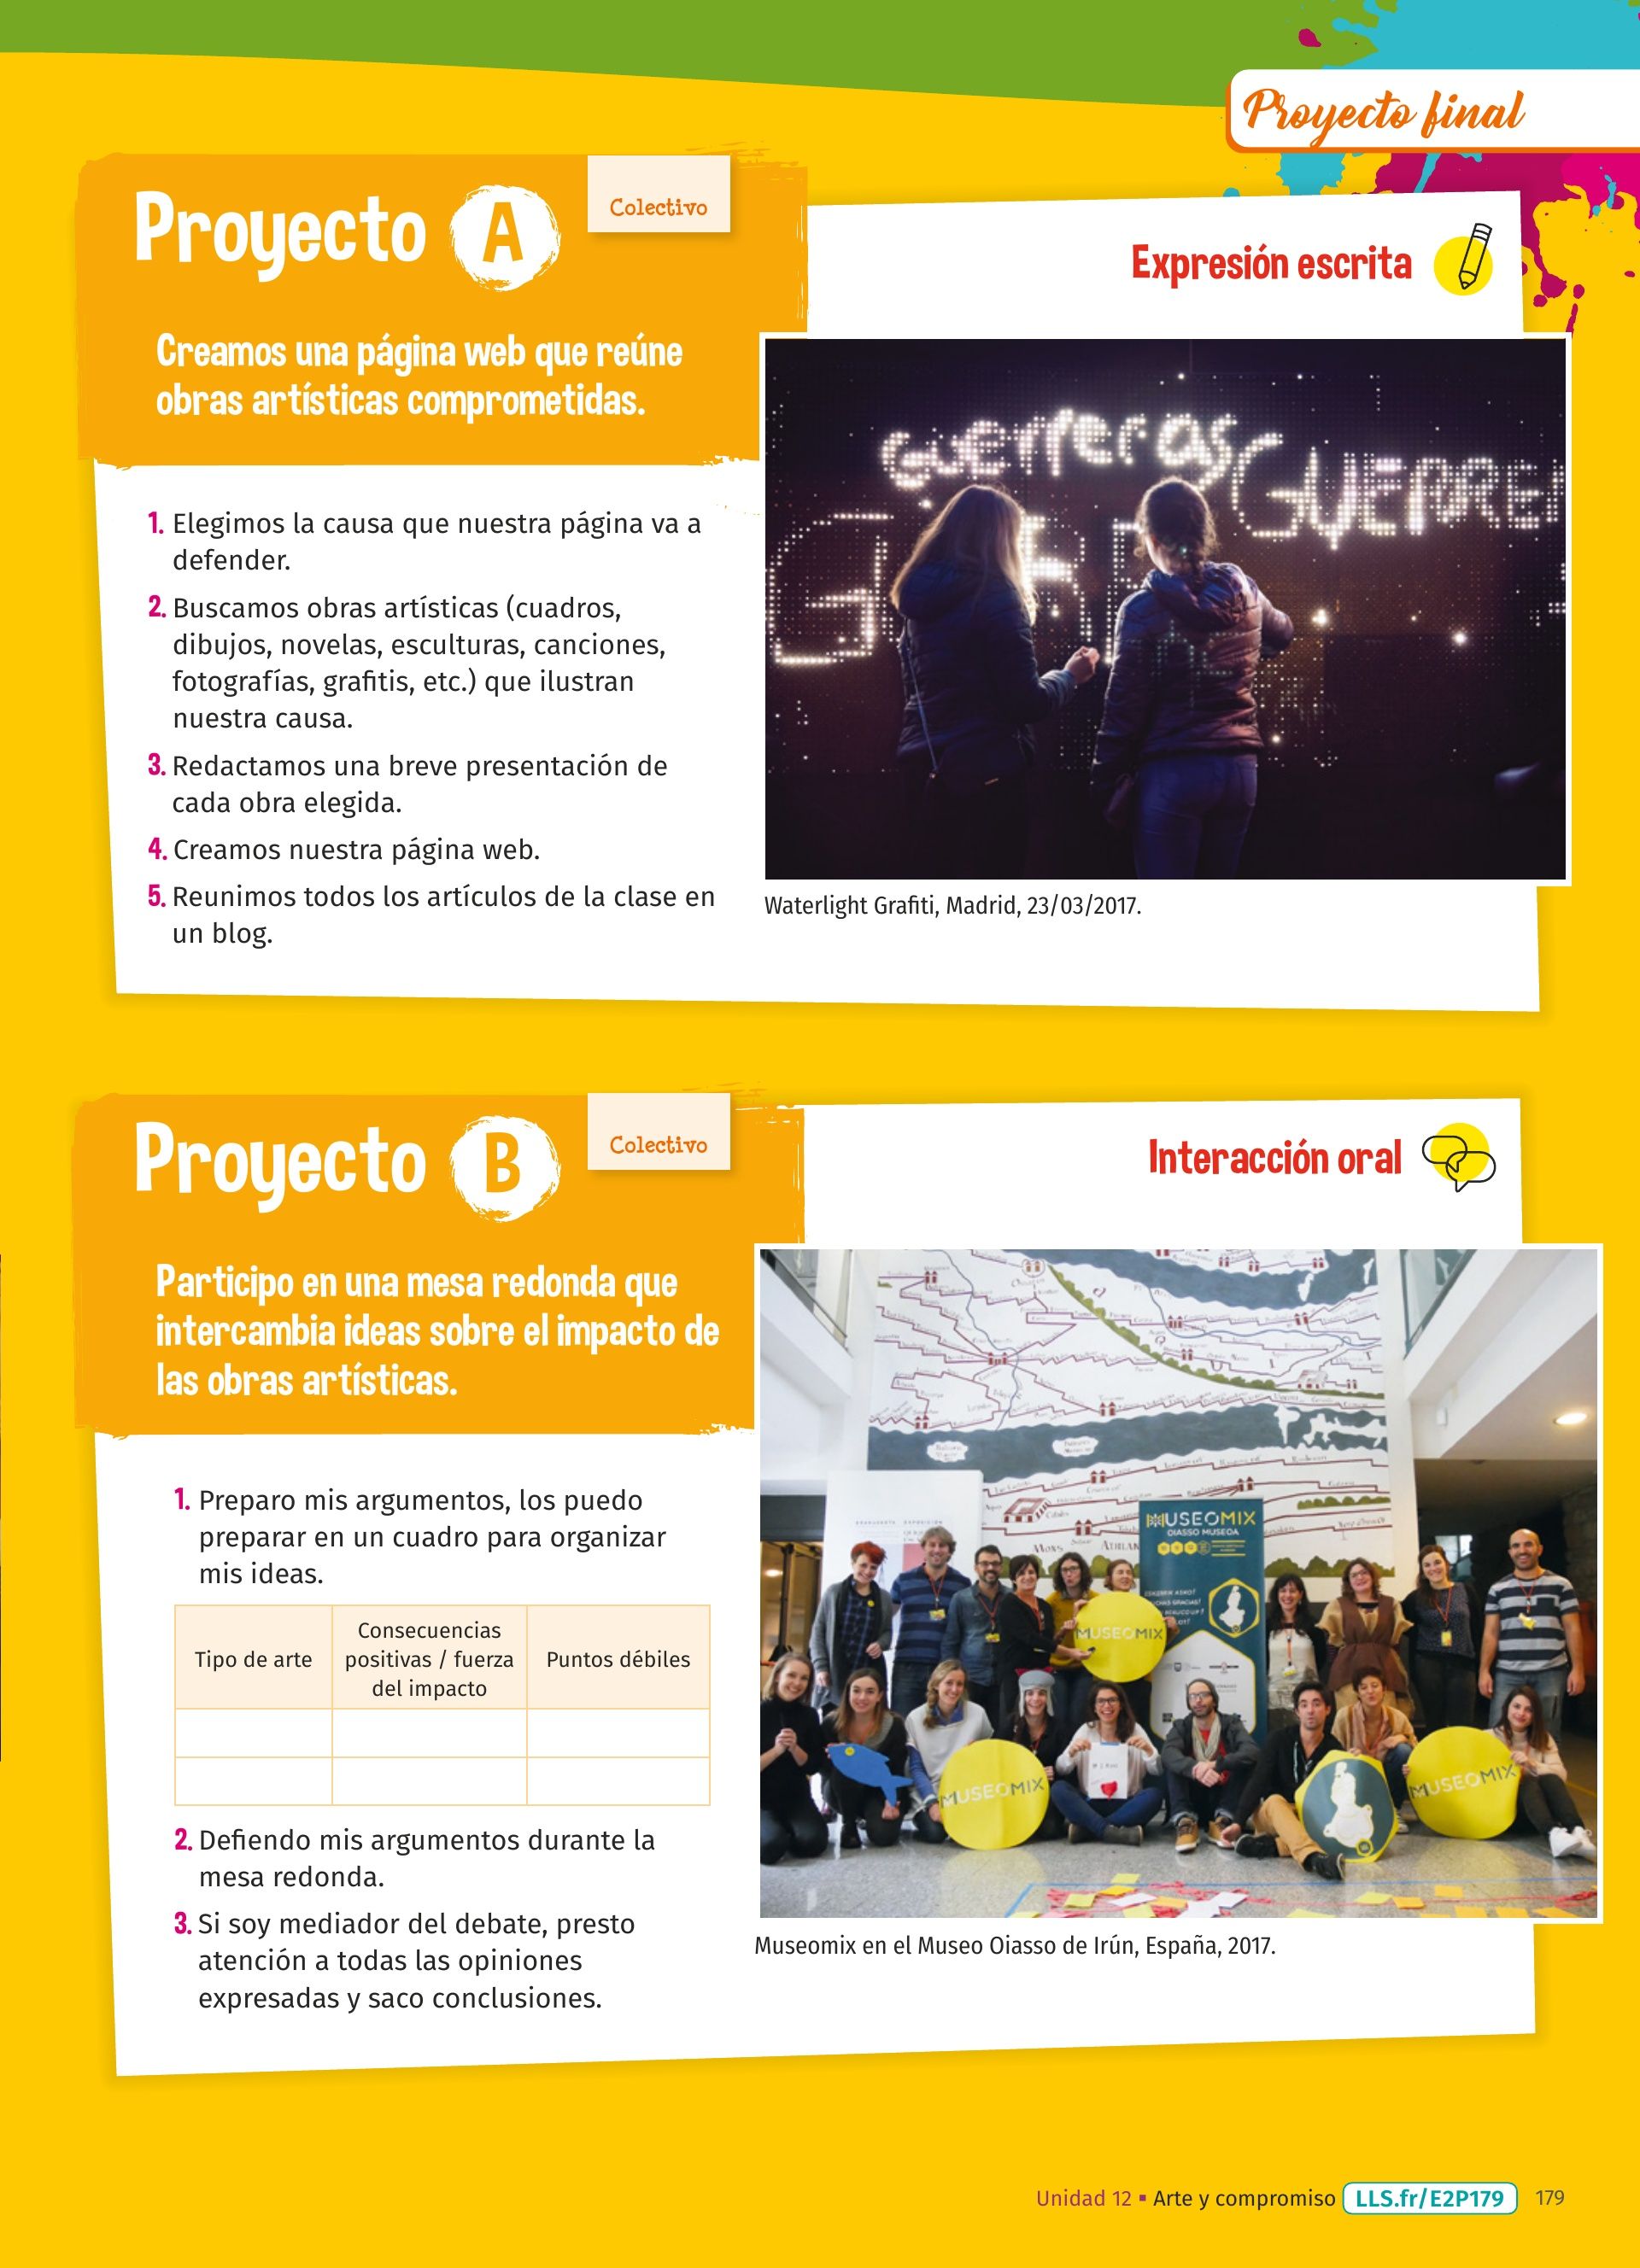 Proyecto final
Proyecto A
Colectivo
Expresión escrita
Creamos una página web que reúne
obras artísticas comprometidas.
1. Elegimos la causa que nuestra página va a
defender.
2. Buscamos obras artísticas (cuadros,
dibujos, novelas, esculturas, canciones,
fotografías, grafitis, etc.) que ilustran
nuestra causa.
3. Redactamos una breve presentación de
cada obra elegida.
4. Creamos nuestra página web.
5. Reunimos todos los artículos de la clase en
un blog.
Guerreras
Waterlight Grafiti, Madrid, 23/03/2017.
Proyecto B
Colectivo
Interacción oral
Participo en una mesa redonda que
intercambia ideas sobre el impacto de
las obras artísticas.
1. Preparo mis argumentos, los puedo
preparar en un cuadro para organizar
mis ideas.
Tipo de arte
Consecuencias
positivas / fuerza
del impacto
Puntos débiles
2. Defiendo mis argumentos durante la
mesa redonda.
3. Si soy mediador del debate, presto
atención a todas las opiniones
expresadas y saco conclusiones.
MUSEOMIX
OIASSO MUSEOA
MUSEOMIX
MUSEOMIX
MUSEOMIX
Museomix en el Museo Oiasso de Irún, España, 2017.
Unidad 12 ▪ Arte y compromiso LLS.fr/E2P179 179